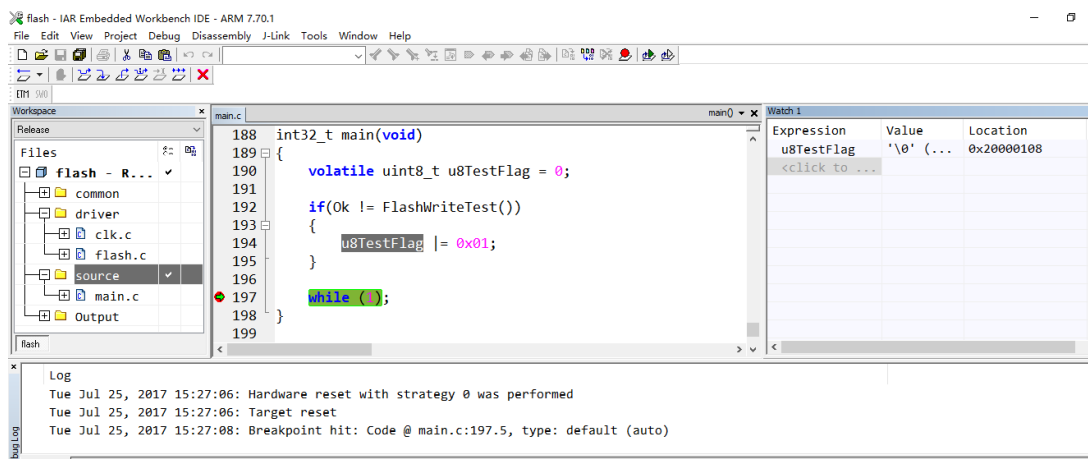 flash - IAR Embedded Workbench IDE - ARM 7.70.1
File Edit View Project Debug Disassembly J-Link Tools Window Help
ETM SWO
Workspace
Release
Files
flash - R...
common
driver
clk.c
flash.c
source
main.c
Output
flash
main.c
main()
188 int32_t main(void)
189 {
190 volatile uint8_t u8TestFlag = 0;
191
192 if(Ok != FlashWriteTest())
193 {
194 u8TestFlag |= 0x01;
195 }
196
197 while (1);
198 }
199
Watch 1
Expression Value Location
u8TestFlag '\0' (... 0x20000108
<click to ...
Log
Tue Jul 25, 2017 15:27:06: Hardware reset with strategy 0 was performed
Tue Jul 25, 2017 15:27:06: Target reset
Tue Jul 25, 2017 15:27:08: Breakpoint hit: Code @ main.c:197.5, type: default (auto)